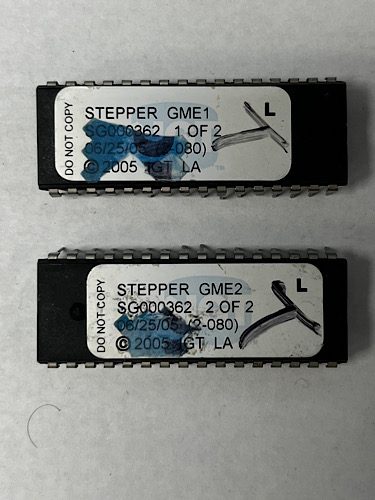 DO NOT COPY
STEPPER GME1
SG000362 1 OF 2
06/25/05 (2-080)
© 2005 IGT LA
L
TM
DO NOT COPY
STEPPER GME2
SG000362 2 OF 2
06/25/05 (2-080)
© 2005 IGT LA
L